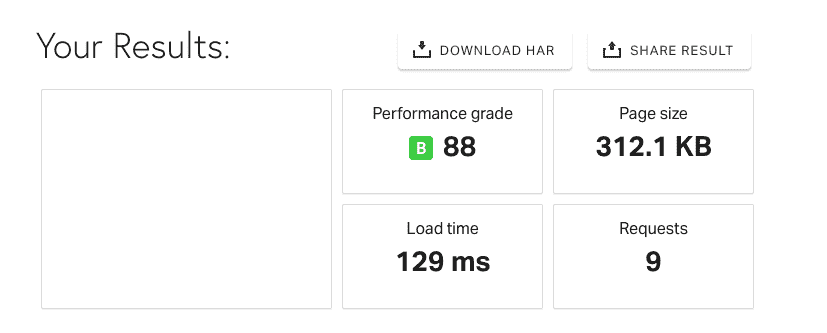 Your Results:
DOWNLOAD HAR
SHARE RESULT
Performance grade
B 88
Page size
312.1 KB
Load time
129 ms
Requests
9